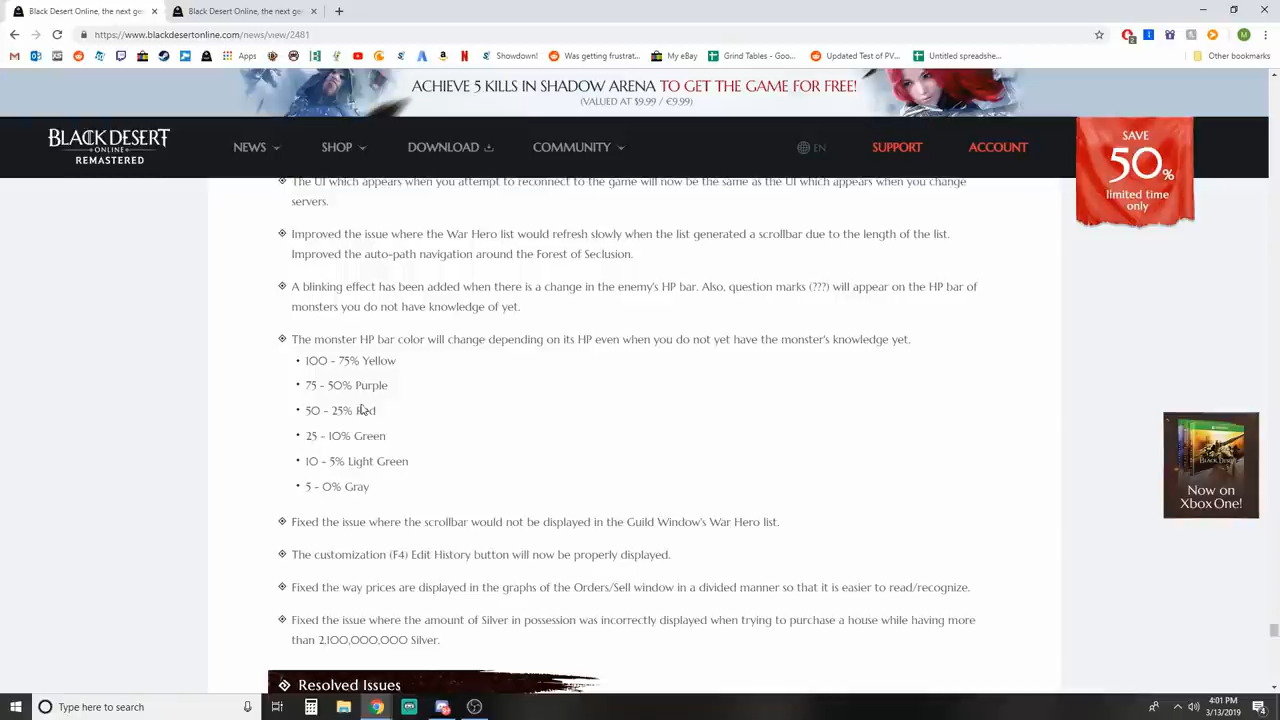 Black Desert Online, the next ge
Black Desert Online, the next ge
https://www.blackdesertonline.com/news/view/2481
Apps
Showdown!
Was getting frustrat...
My eBay
Grind Tables - Goo...
Updated Test of PV...
Untitled spreadshe...
Other bookmarks
ACHIEVE 5 KILLS IN SHADOW ARENA TO GET THE GAME FOR FREE!
(VALUED AT $9.99 / €9.99)
BLACK DESERT
ONLINE
REMASTERED
NEWS
SHOP
DOWNLOAD
COMMUNITY
EN
SUPPORT
ACCOUNT
SAVE
50%
limited time
only
The UI which appears when you attempt to reconnect to the game will now be the same as the UI which appears when you change
servers.
Improved the issue where the War Hero list would refresh slowly when the list generated a scrollbar due to the length of the list.
Improved the auto-path navigation around the Forest of Seclusion.
A blinking effect has been added when there is a change in the enemy's HP bar. Also, question marks (???) will appear on the HP bar of
monsters you do not have knowledge of yet.
The monster HP bar color will change depending on its HP even when you do not yet have the monster's knowledge yet.
• 100 - 75% Yellow
• 75 - 50% Purple
• 50 - 25% Red
• 25 - 10% Green
• 10 - 5% Light Green
• 5 - 0% Gray
Fixed the issue where the scrollbar would not be displayed in the Guild Window's War Hero list.
The customization (F4) Edit History button will now be properly displayed.
Fixed the way prices are displayed in the graphs of the Orders/Sell window in a divided manner so that it is easier to read/recognize.
Fixed the issue where the amount of Silver in possession was incorrectly displayed when trying to purchase a house while having more
than 2,100,000,000 Silver.
Resolved Issues
BLACK DESERT
Now on
Xbox One!
Type here to search
4:01 PM
3/13/2019